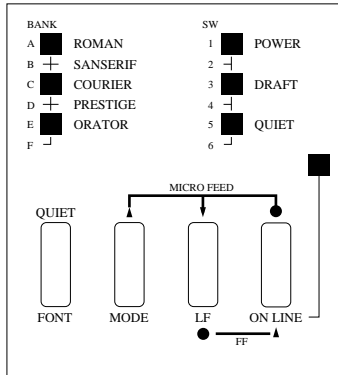 BANK SW
A ROMAN 1 POWER
B SANSERIF 2
C COURIER 3 DRAFT
D PRESTIGE 4
E ORATOR 5 QUIET
F 6
MICRO FEED
QUIET
FONT MODE LF ON LINE
FF